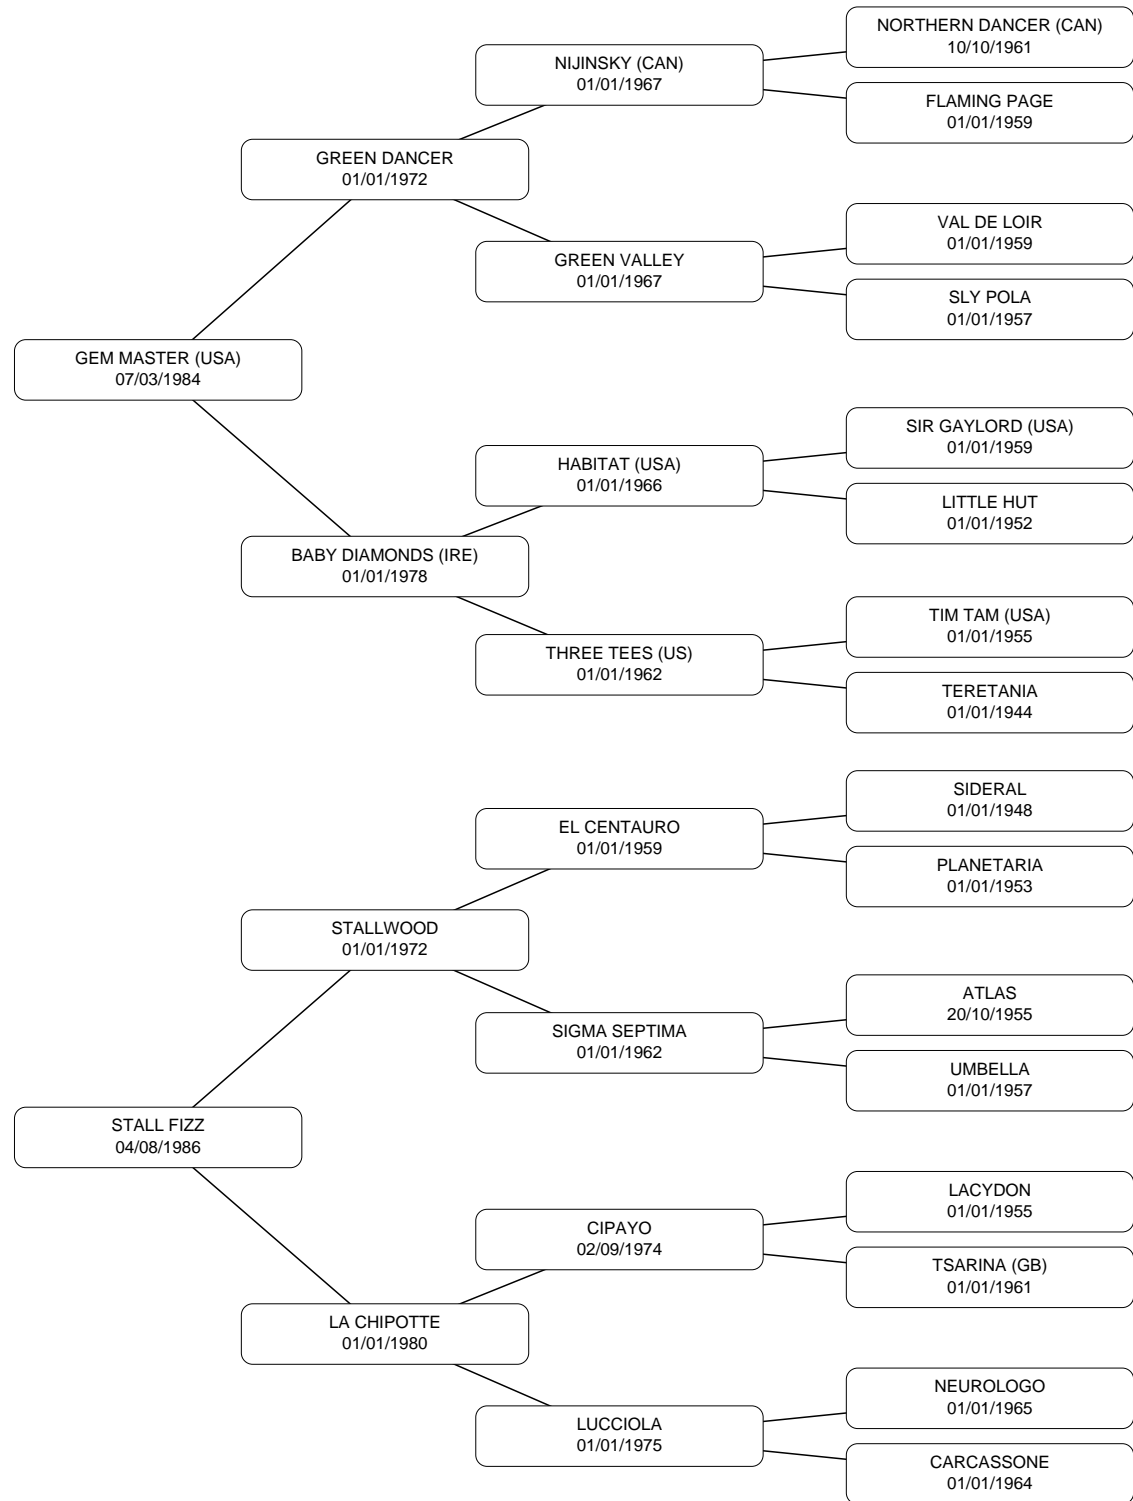 NORTHERN DANCER (CAN)
10/10/1961
NIJINSKY (CAN)
01/01/1967
FLAMING PAGE
01/01/1959
GREEN DANCER
01/01/1972
VAL DE LOIR
01/01/1959
GREEN VALLEY
01/01/1967
SLY POLA
01/01/1957
GEM MASTER (USA)
07/03/1984
SIR GAYLORD (USA)
01/01/1959
HABITAT (USA)
01/01/1966
LITTLE HUT
01/01/1952
BABY DIAMONDS (IRE)
01/01/1978
TIM TAM (USA)
01/01/1955
THREE TEES (US)
01/01/1962
TERETANIA
01/01/1944
SIDERAL
01/01/1948
EL CENTAURO
01/01/1959
PLANETARIA
01/01/1953
STALLWOOD
01/01/1972
ATLAS
20/10/1955
SIGMA SEPTIMA
01/01/1962
UMBELLA
01/01/1957
STALL FIZZ
04/08/1986
LACYDON
01/01/1955
CIPAYO
02/09/1974
TSARINA (GB)
01/01/1961
LA CHIPOTTE
01/01/1980
NEUROLOGO
01/01/1965
LUCCIOLA
01/01/1975
CARCASSONE
01/01/1964